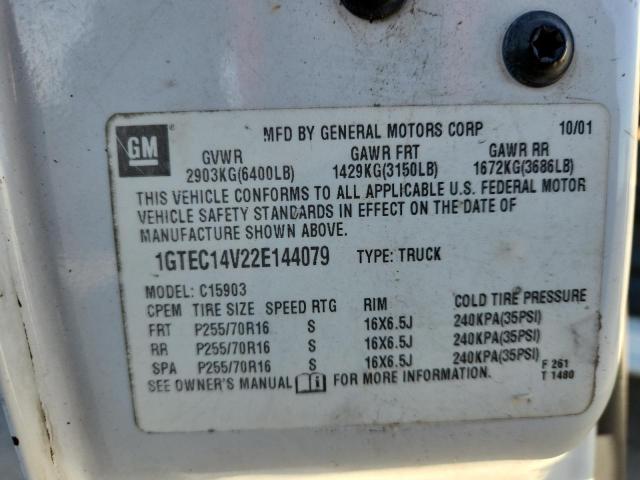 GM
MFD BY GENERAL MOTORS CORP 10/01
GVWR GAWR FRT GAWR RR
2903KG(6400LB) 1429KG(3150LB) 1672KG(3686LB)
THIS VEHICLE CONFORMS TO ALL APPLICABLE U.S. FEDERAL MOTOR
VEHICLE SAFETY STANDARDS IN EFFECT ON THE DATE OF
MANUFACTURE SHOWN ABOVE.
1GTEC14V22E144079 TYPE: TRUCK
MODEL: C15903
CPEM TIRE SIZE SPEED RTG RIM COLD TIRE PRESSURE
FRT P255/70R16 S 16X6.5J 240KPA(35PSI)
RR P255/70R16 S 16X6.5J 240KPA(35PSI)
SPA P255/70R16 S 16X6.5J 240KPA(35PSI)
SEE OWNER'S MANUAL FOR MORE INFORMATION.
F 261
T 1480